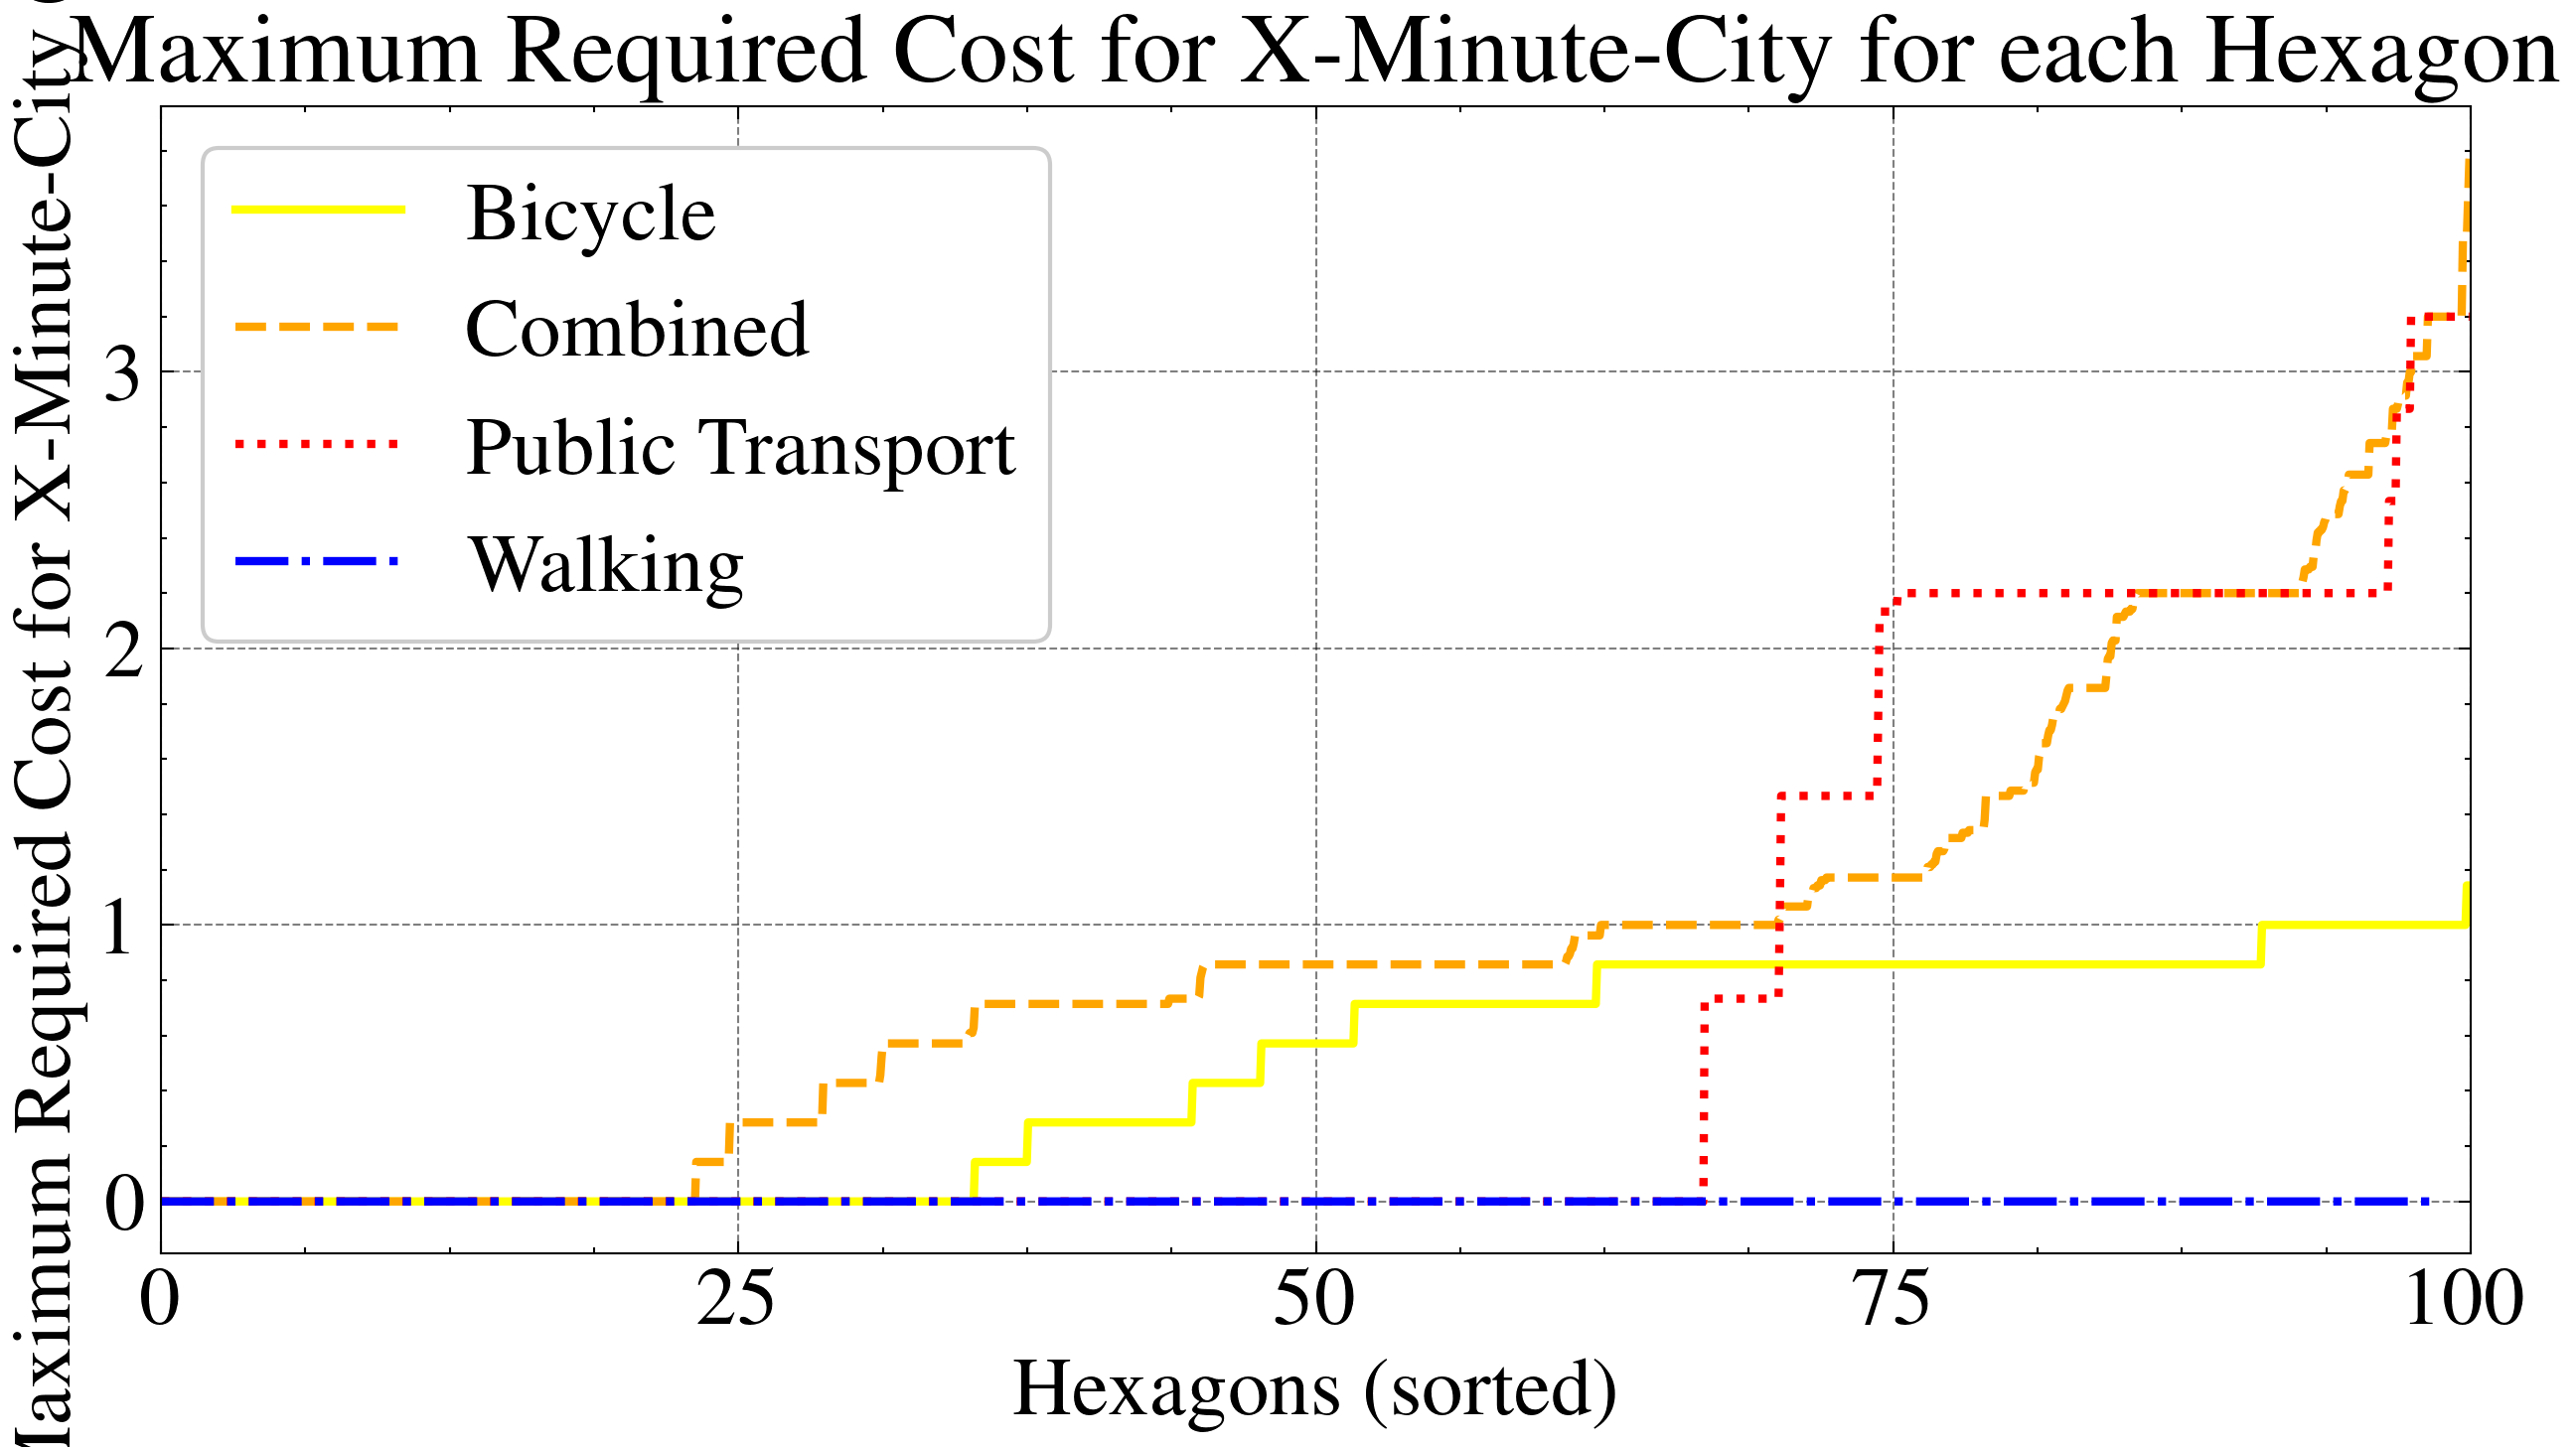 Maximum Required Cost for X-Minute-City for each Hexagon
Maximum Required Cost for X-Minute-City
Bicycle
Combined
Public Transport
Walking
3
2
1
0
0 25 50 75 100
Hexagons (sorted)